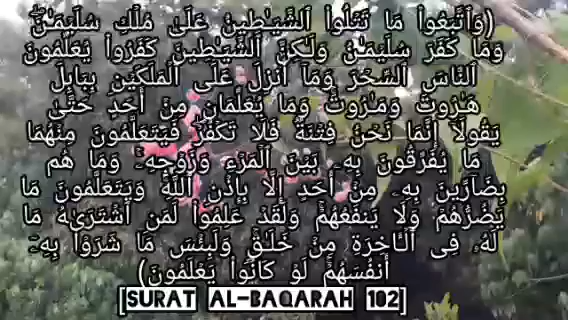 (وَٱتَّبَعُوا۟ مَا تَتْلُوا۟ ٱلشَّيَـٰطِينُ عَلَىٰ مُلْكِ سُلَيْمَـٰنَۖ
وَمَا كَفَرَ سُلَيْمَـٰنُ وَلَـٰكِنَّ ٱلشَّيَـٰطِينَ كَفَرُوا۟ يُعَلِّمُونَ
ٱلنَّاسَ ٱلسِّحْرَ وَمَآ أُنزِلَ عَلَى ٱلْمَلَكَيْنِ بِبَابِلَ
هَـٰرُوتَ وَمَـٰرُوتَۚ وَمَا يُعَلِّمَانِ مِنْ أَحَدٍ حَتَّىٰ
يَقُولَآ إِنَّمَا نَحْنُ فِتْنَةٌ فَلَا تَكْفُرْۖ فَيَتَعَلَّمُونَ مِنْهُمَا
مَا يُفَرِّقُونَ بِهِۦ بَيْنَ ٱلْمَرْءِ وَزَوْجِهِۦۚ وَمَا هُم
بِضَآرِّينَ بِهِۦ مِنْ أَحَدٍ إِلَّا بِإِذْنِ ٱللَّهِۚ وَيَتَعَلَّمُونَ مَا
يَضُرُّهُمْ وَلَا يَنفَعُهُمْۚ وَلَقَدْ عَلِمُوا۟ لَمَنِ ٱشْتَرَىٰهُ مَا
لَهُۥ فِى ٱلْـَٔاخِرَةِ مِنْ خَلَـٰقٍۚ وَلَبِئْسَ مَا شَرَوْا۟ بِهِۦٓ
أَنفُسَهُمْۚ لَوْ كَانُوا۟ يَعْلَمُونَ)
[SURAT AL-BAQARAH 102]